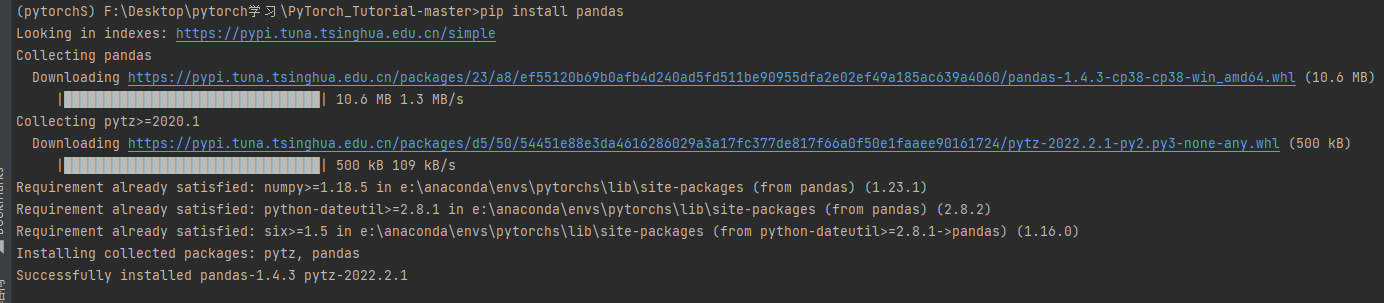 (pytorchS) F:\Desktop\pytorch学习\PyTorch_Tutorial-master>pip install pandas
Looking in indexes: https://pypi.tuna.tsinghua.edu.cn/simple
Collecting pandas
Downloading https://pypi.tuna.tsinghua.edu.cn/packages/23/a8/ef55120b69b0afb4d240ad5fd511be90955dfa2e02ef49a185ac639a4060/pandas-1.4.3-cp38-cp38-win_amd64.whl (10.6 MB)
|████████████████████████████████| 10.6 MB 1.3 MB/s
Collecting pytz>=2020.1
Downloading https://pypi.tuna.tsinghua.edu.cn/packages/d5/50/54451e88e3da4616286029a3a17fc377de817f66a0f50e1faaee90161724/pytz-2022.2.1-py2.py3-none-any.whl (500 kB)
|████████████████████████████████| 500 kB 109 kB/s
Requirement already satisfied: numpy>=1.18.5 in e:\anaconda\envs\pytorchs\lib\site-packages (from pandas) (1.23.1)
Requirement already satisfied: python-dateutil>=2.8.1 in e:\anaconda\envs\pytorchs\lib\site-packages (from pandas) (2.8.2)
Requirement already satisfied: six>=1.5 in e:\anaconda\envs\pytorchs\lib\site-packages (from python-dateutil>=2.8.1->pandas) (1.16.0)
Installing collected packages: pytz, pandas
Successfully installed pandas-1.4.3 pytz-2022.2.1